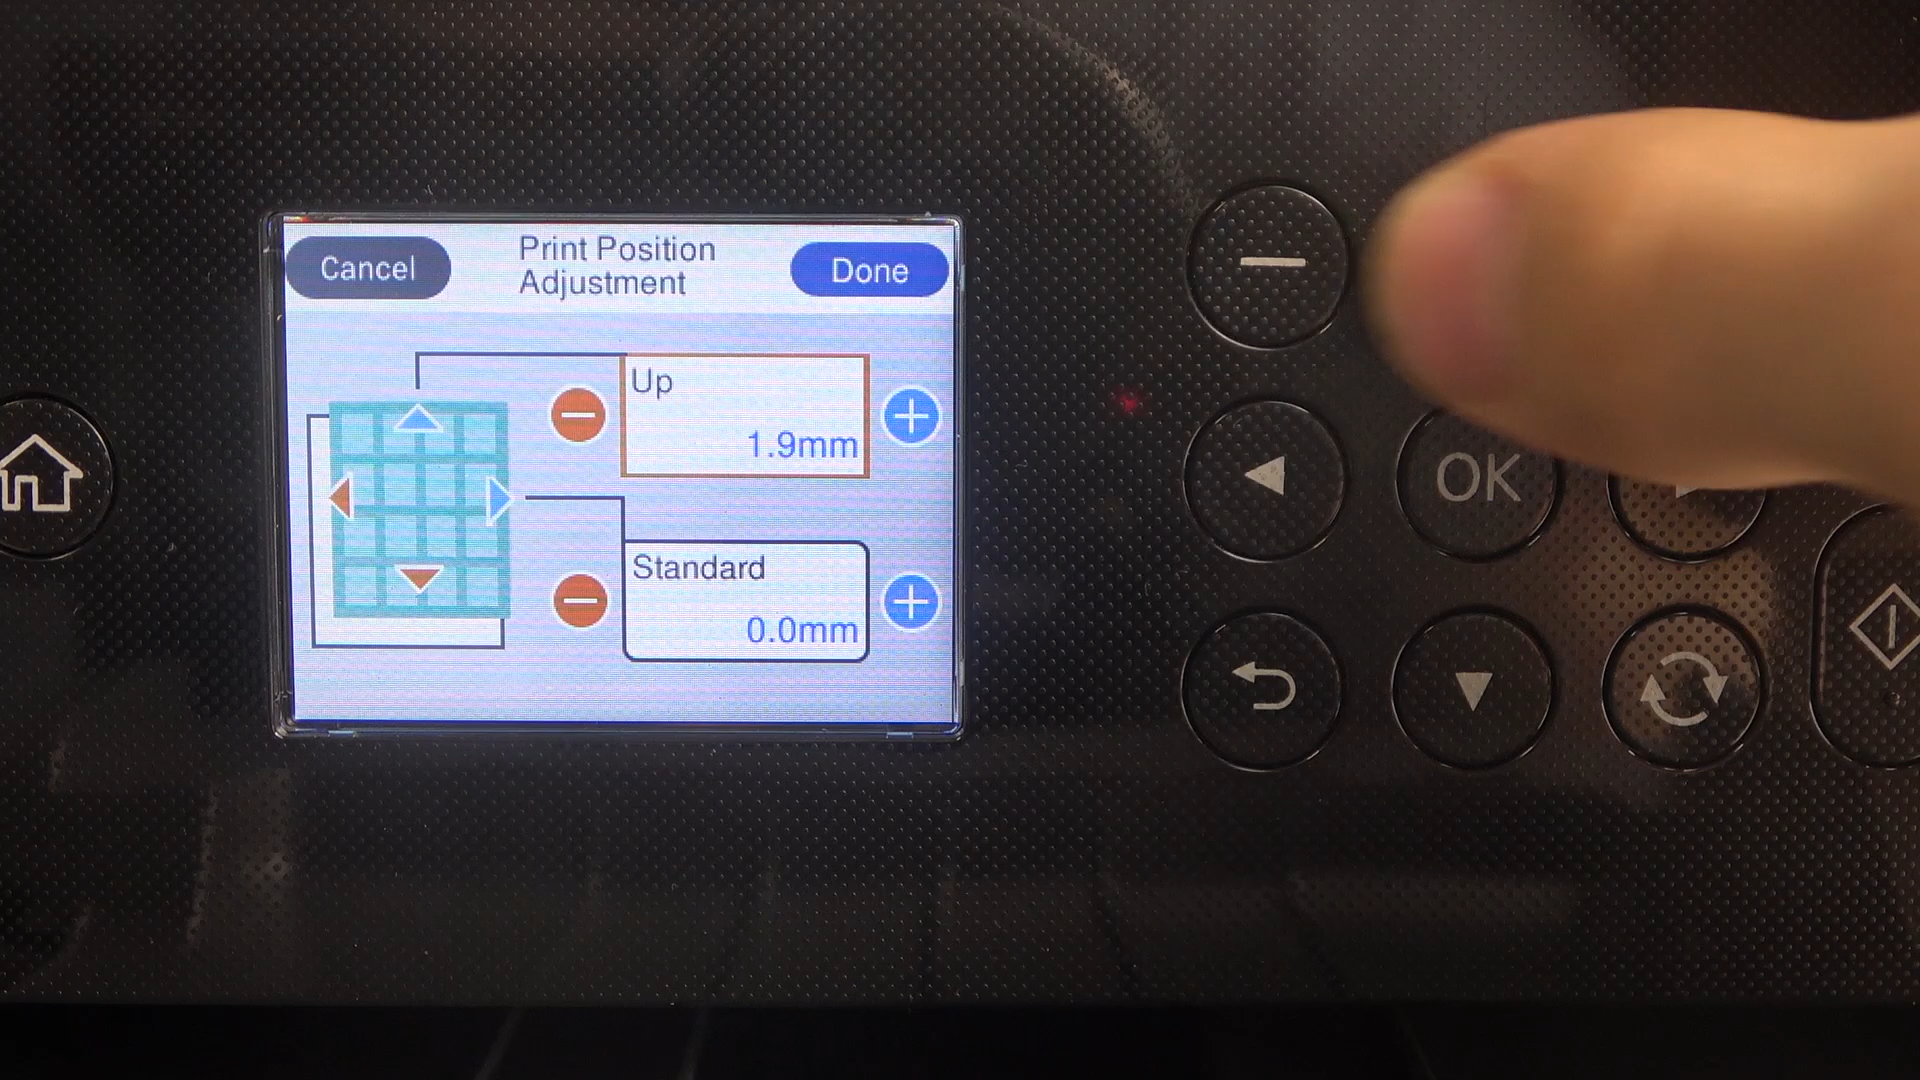 Cancel
Print Position
Adjustment
Done
Up
1.9mm
Standard
0.0mm
OK